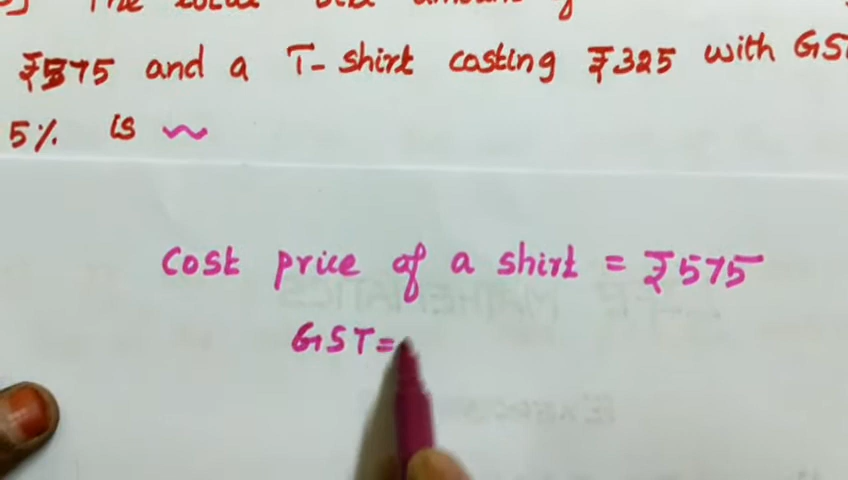 ₹575 and a T-shirt costing ₹325 with GS
5% is
Cost price of a shirt = ₹575
GST=